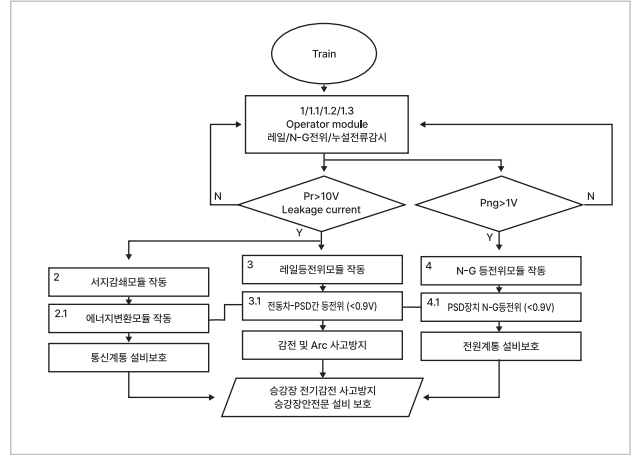 Train
1/1.1/1.2/1.3
Operator module
레일/N-G전위/누설전류감시
N
Pr>10V
Leakage current
Png>1V
N
Y
Y
2
서지감쇄모듈 작동
3
레일등전위모듈 작동
4
N-G 등전위모듈 작동
2.1
에너지변환모듈 작동
3.1
전동차-PSD간 등전위 (<0.9V)
4.1
PSD장치 N-G등전위 (<0.9V)
통신계통 설비보호
감전 및 Arc 사고방지
전원계통 설비보호
승강장 전기감전 사고방지
승강장안전문 설비 보호